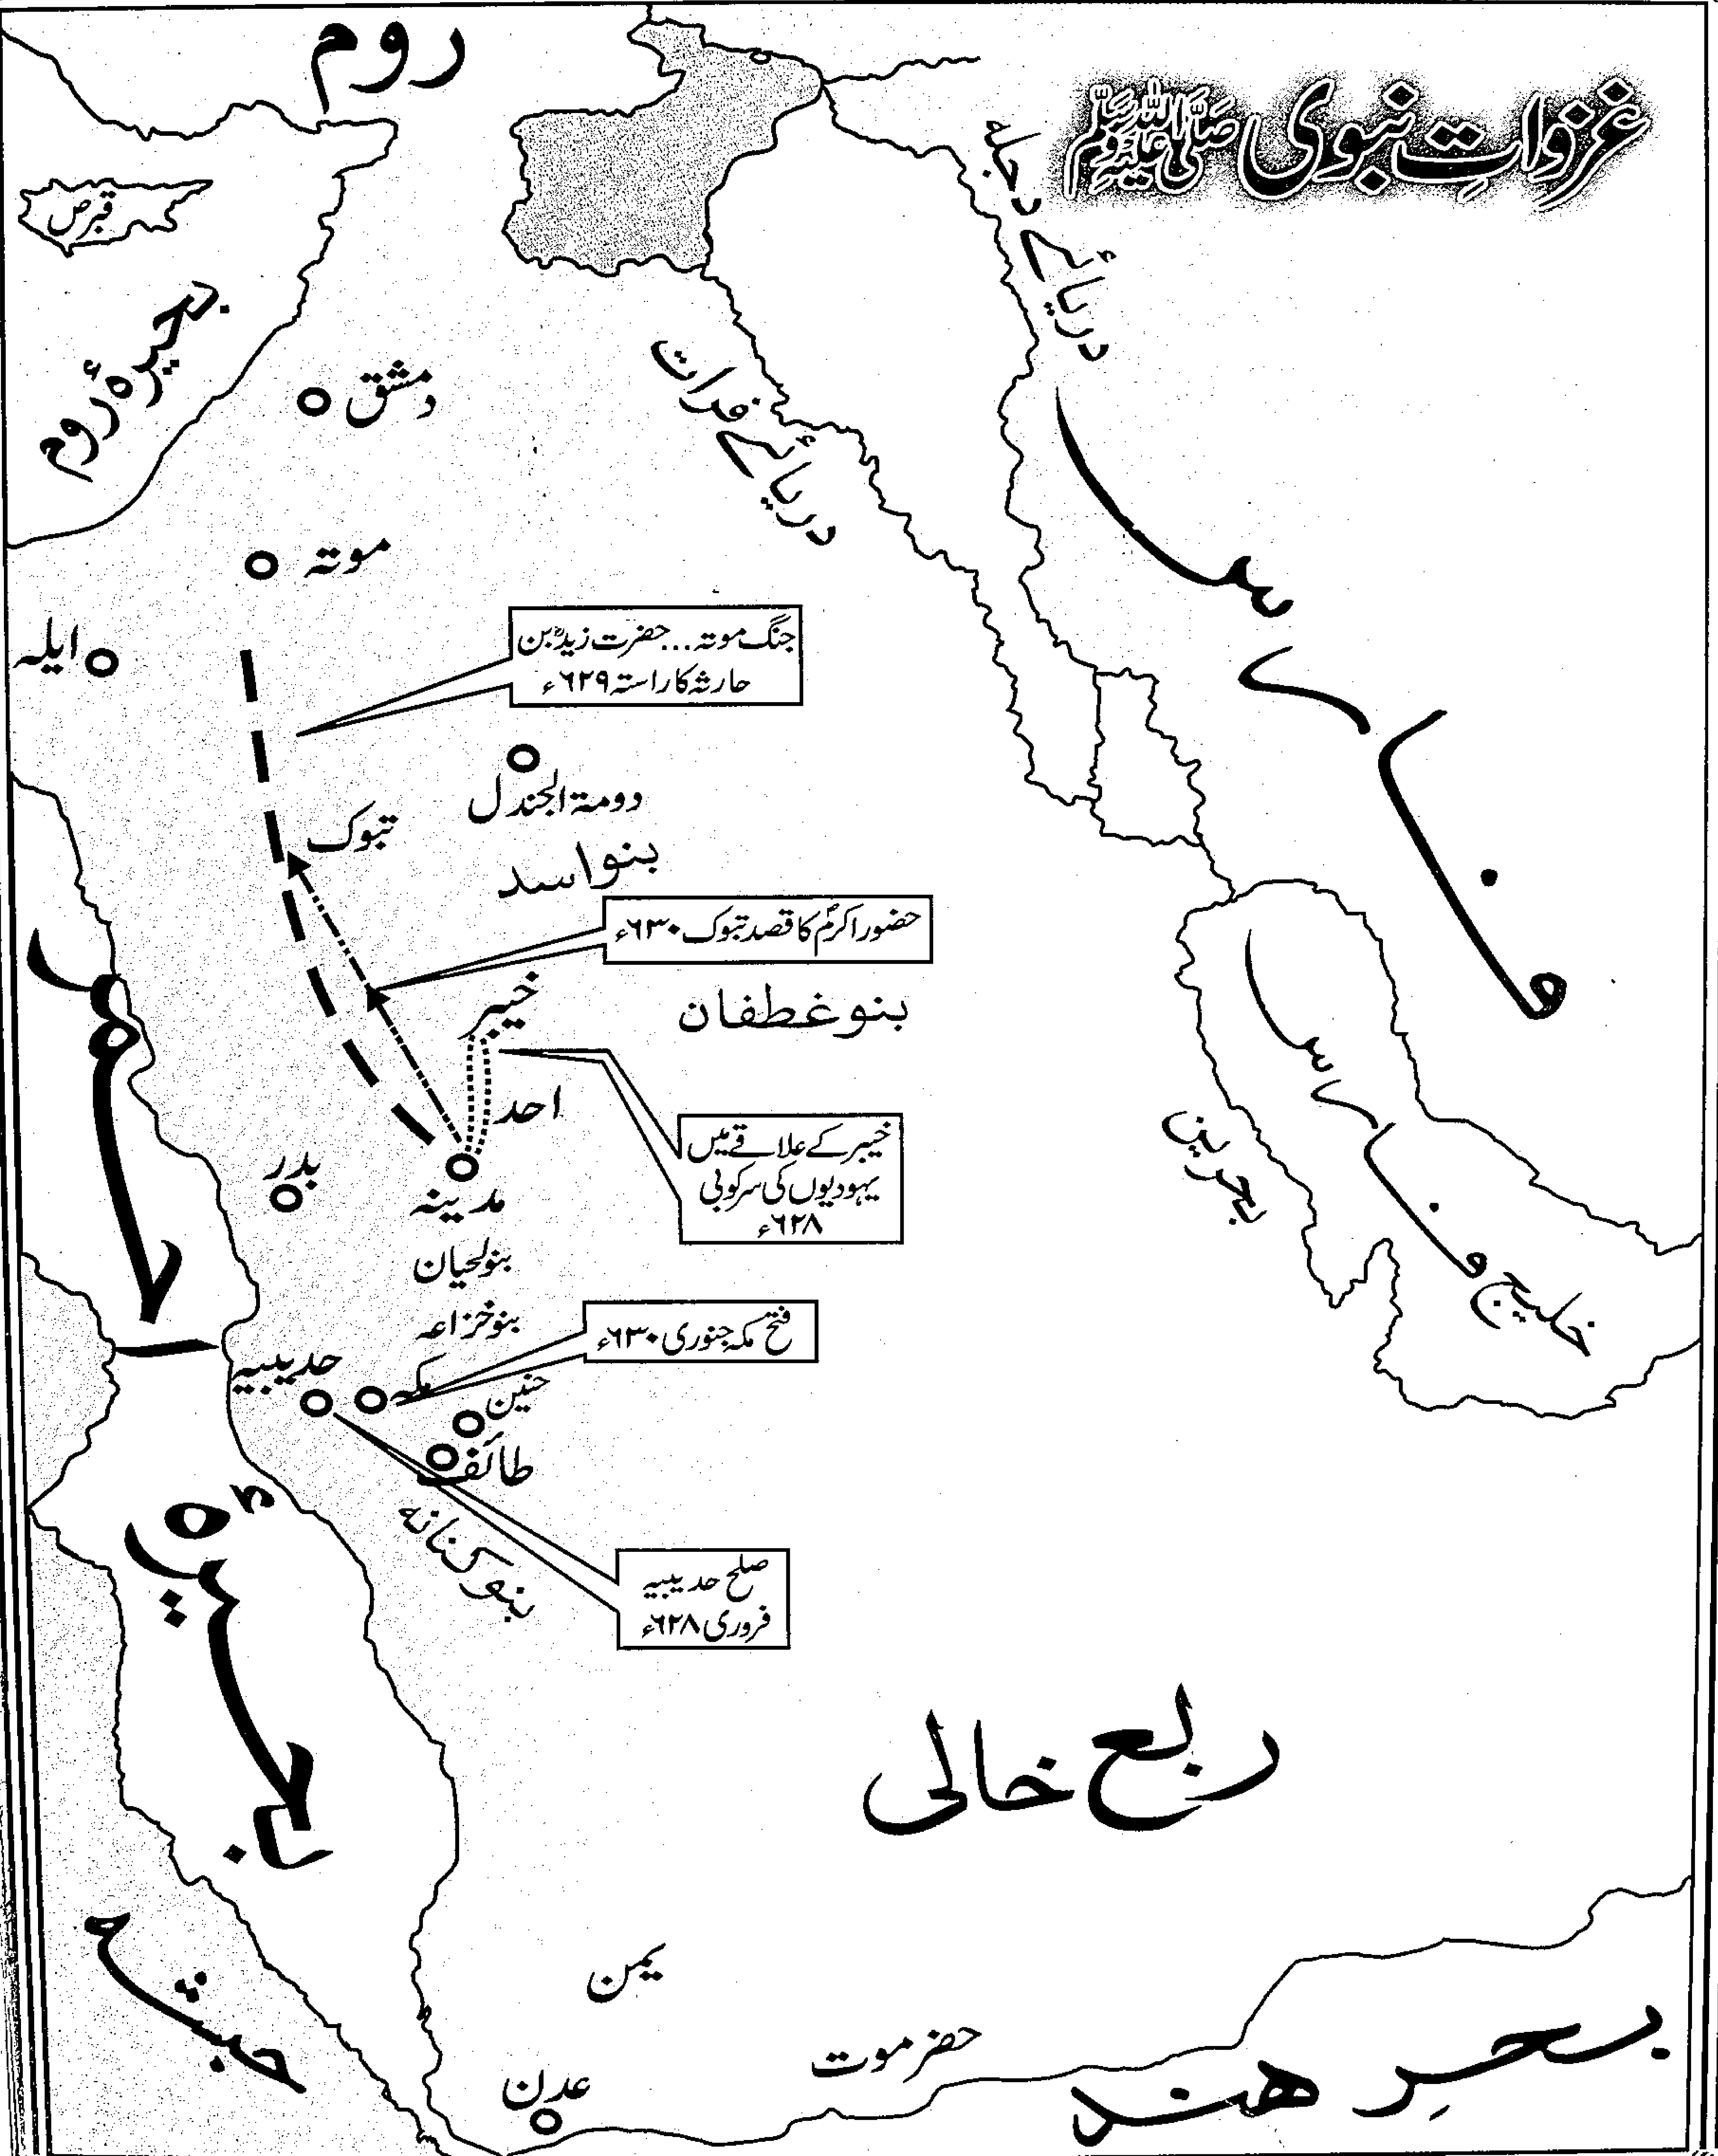 غزواتِ نبوی صلی اللہ علیہ وسلم
روم
قبرص
بحیرۂ روم
دریائے دجلہ
دریائے فرات
دمشق
موتہ
ایلہ
جنگ موتہ...حضرت زیدؓ بن
حارثہ کا راستہ ۶۲۹ء
دومۃ الجندل
تبوک
بنو اسد
حضور اکرمؐ کا قصد تبوک ۶۳۰ء
خیبر
بنو غطفان
احد
خیبر کے علاقے میں
یہودیوں کی سرکوبی
۶۲۸ء
بدر
مدینہ
بنو لحیان
بنو خزاعہ
فتح مکہ جنوری ۶۳۰ء
حدیبیہ
مکہ
حنین
طائف
بنو کنانہ
صلح حدیبیہ
فروری ۶۲۸ء
فارس
خلیج فارس
بحرین
بحیرۂ احمر
ربع خالی
حبشہ
یمن
حضر موت
عدن
بحرِ ہند